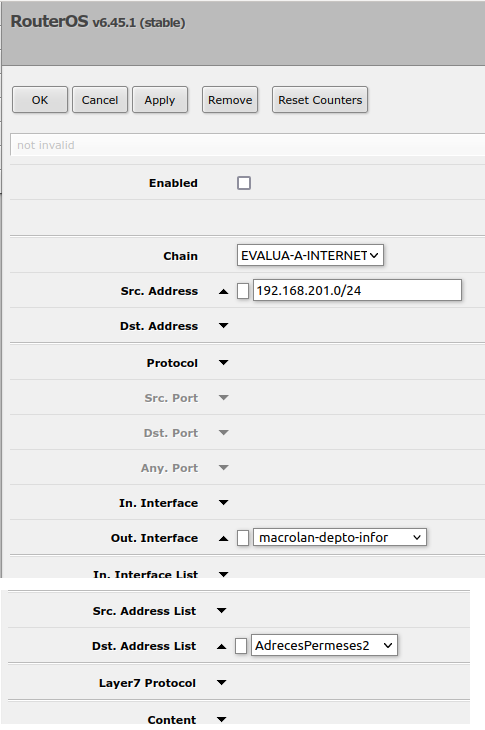 RouterOS v6.45.1 (stable)
OK Cancel Apply Remove Reset Counters
not invalid
Enabled
Chain EVALUA-A-INTERNET
Src. Address 192.168.201.0/24
Dst. Address
Protocol
Src. Port
Dst. Port
Any. Port
In. Interface
Out. Interface macrolan-depto-infor
In. Interface List
Src. Address List
Dst. Address List AdrecesPermeses2
Layer7 Protocol
Content